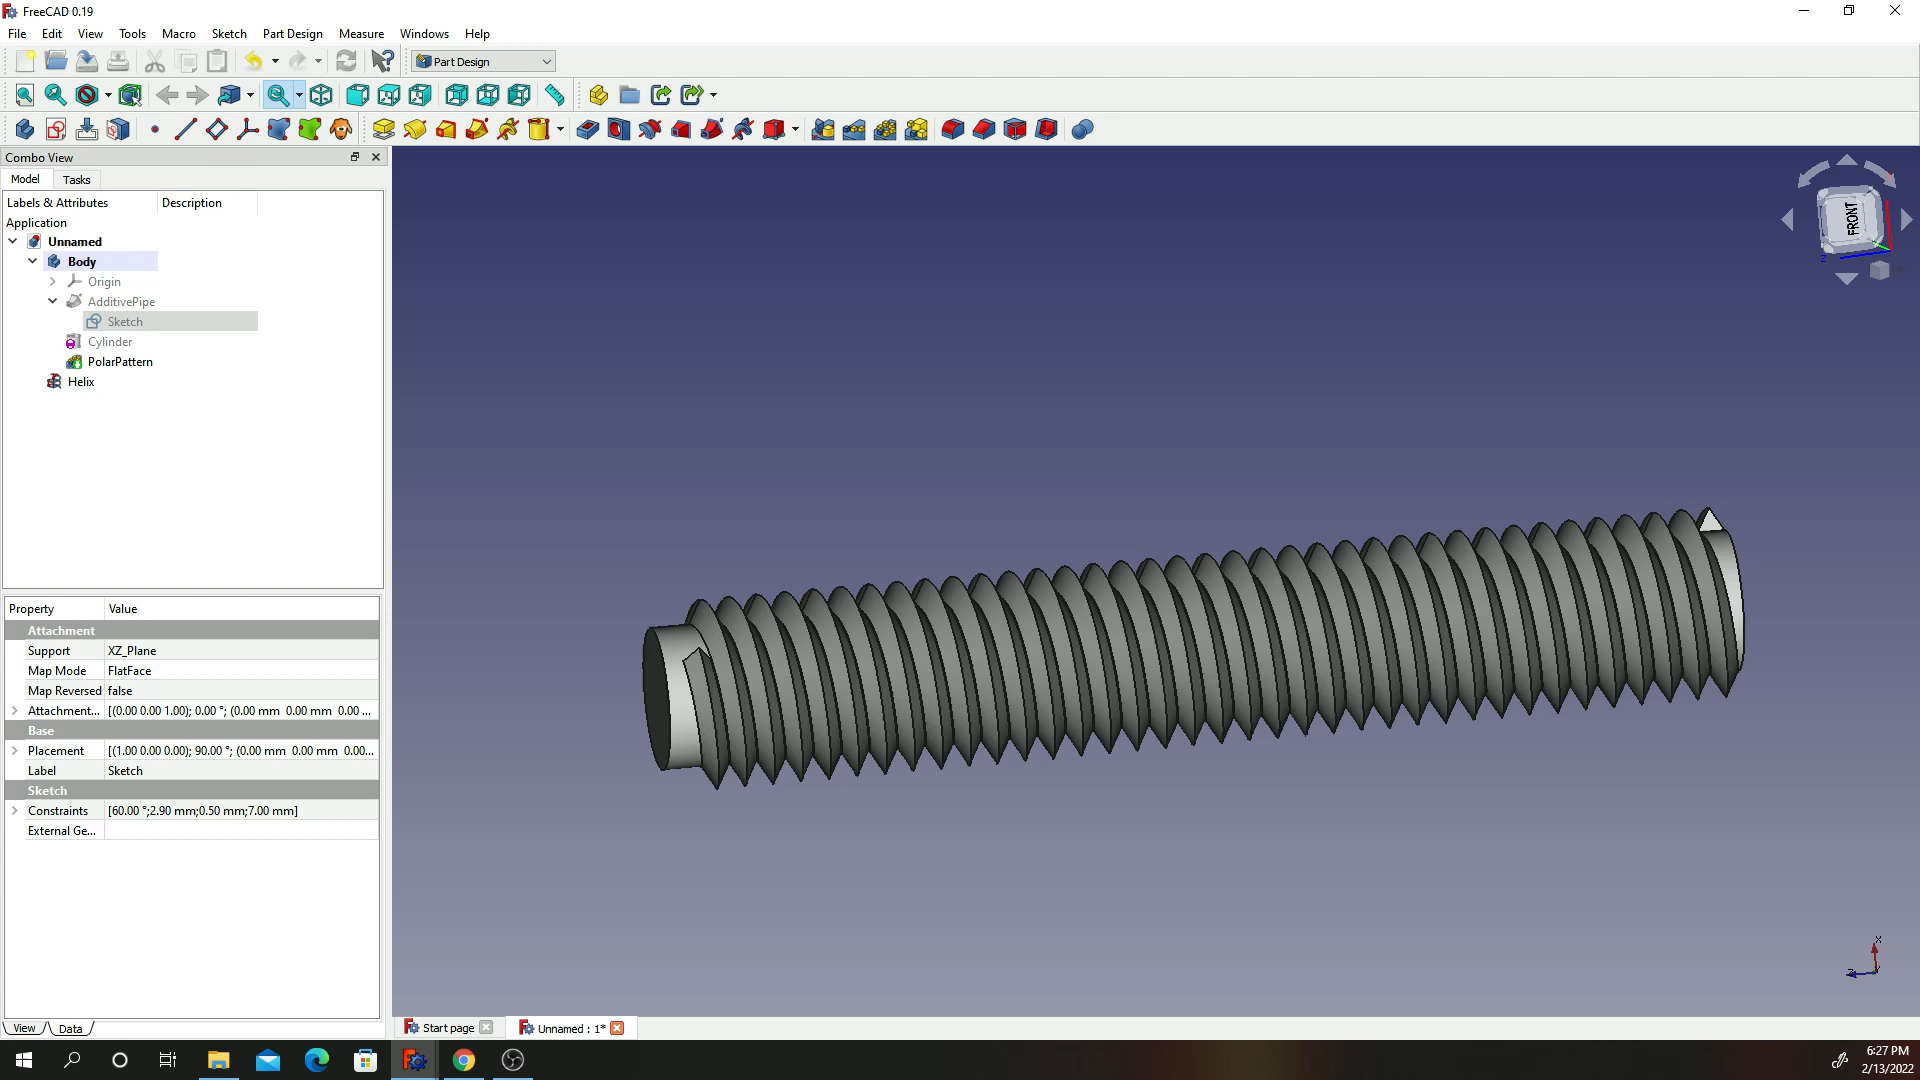 FreeCAD 0.19
File Edit View Tools Macro Sketch Part Design Measure Windows Help
Part Design
Combo View
Model Tasks
Labels & Attributes Description
Application
Unnamed
Body
Origin
AdditivePipe
Sketch
Cylinder
PolarPattern
Helix
Property Value
Attachment
Support XZ_Plane
Map Mode FlatFace
Map Reversed false
Attachment... [(0.00 0.00 1.00); 0.00 °; (0.00 mm 0.00 mm 0.00 ...
Base
Placement [(1.00 0.00 0.00); 90.00 °; (0.00 mm 0.00 mm 0.00...
Label Sketch
Sketch
Constraints [60.00 °;2.90 mm;0.50 mm;7.00 mm]
External Ge...
View Data
FRONT
Z
X
Z
Start page Unnamed : 1*
6:27 PM
2/13/2022